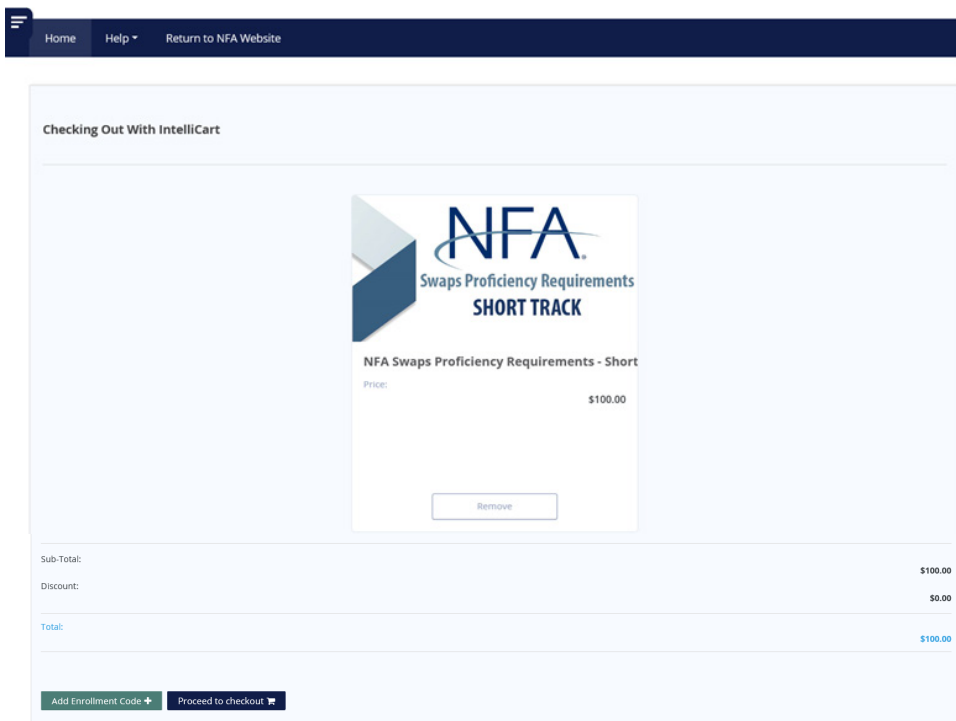 Home Help Return to NFA Website
Checking Out With IntelliCart
NFA.
Swaps Proficiency Requirements
SHORT TRACK
NFA Swaps Proficiency Requirements - Short
Price:
$100.00
Remove
Sub-Total:
$100.00
Discount:
$0.00
Total:
$100.00
Add Enrollment Code Proceed to checkout